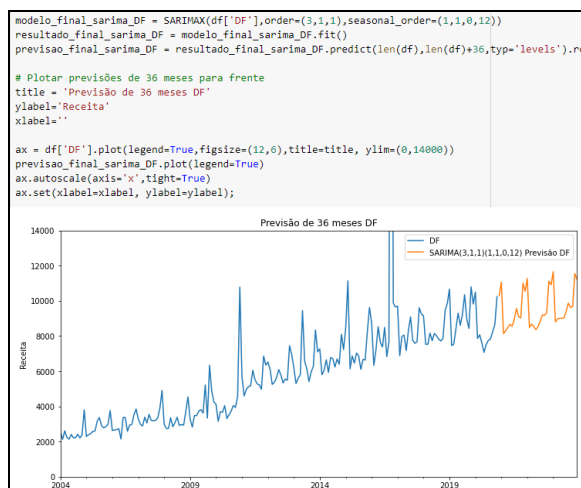 modelo_final_sarima_DF = SARIMAX(df['DF'],order=(3,1,1),seasonal_order=(1,1,0,12))
resultado_final_sarima_DF = modelo_final_sarima_DF.fit()
previsao_final_sarima_DF = resultado_final_sarima_DF.predict(len(df),len(df)+36,typ='levels').re
# Plotar previsões de 36 meses para frente
title = 'Previsão de 36 meses DF'
ylabel='Receita'
xlabel=''
ax = df['DF'].plot(legend=True,figsize=(12,6),title=title, ylim=(0,14000))
previsao_final_sarima_DF.plot(legend=True)
ax.autoscale(axis='x',tight=True)
ax.set(xlabel=xlabel, ylabel=ylabel);
Previsão de 36 meses DF
14000
12000
10000
8000
6000
4000
2000
0
Receita
DF
SARIMA(3,1,1)(1,1,0,12) Previsão DF
2004
2009
2014
2019